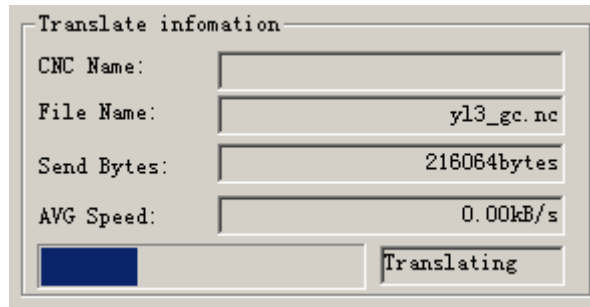 Translate infomation
CNC Name:
File Name: yl3_gc.nc
Send Bytes: 216064bytes
AVG Speed: 0.00kB/s
Translating